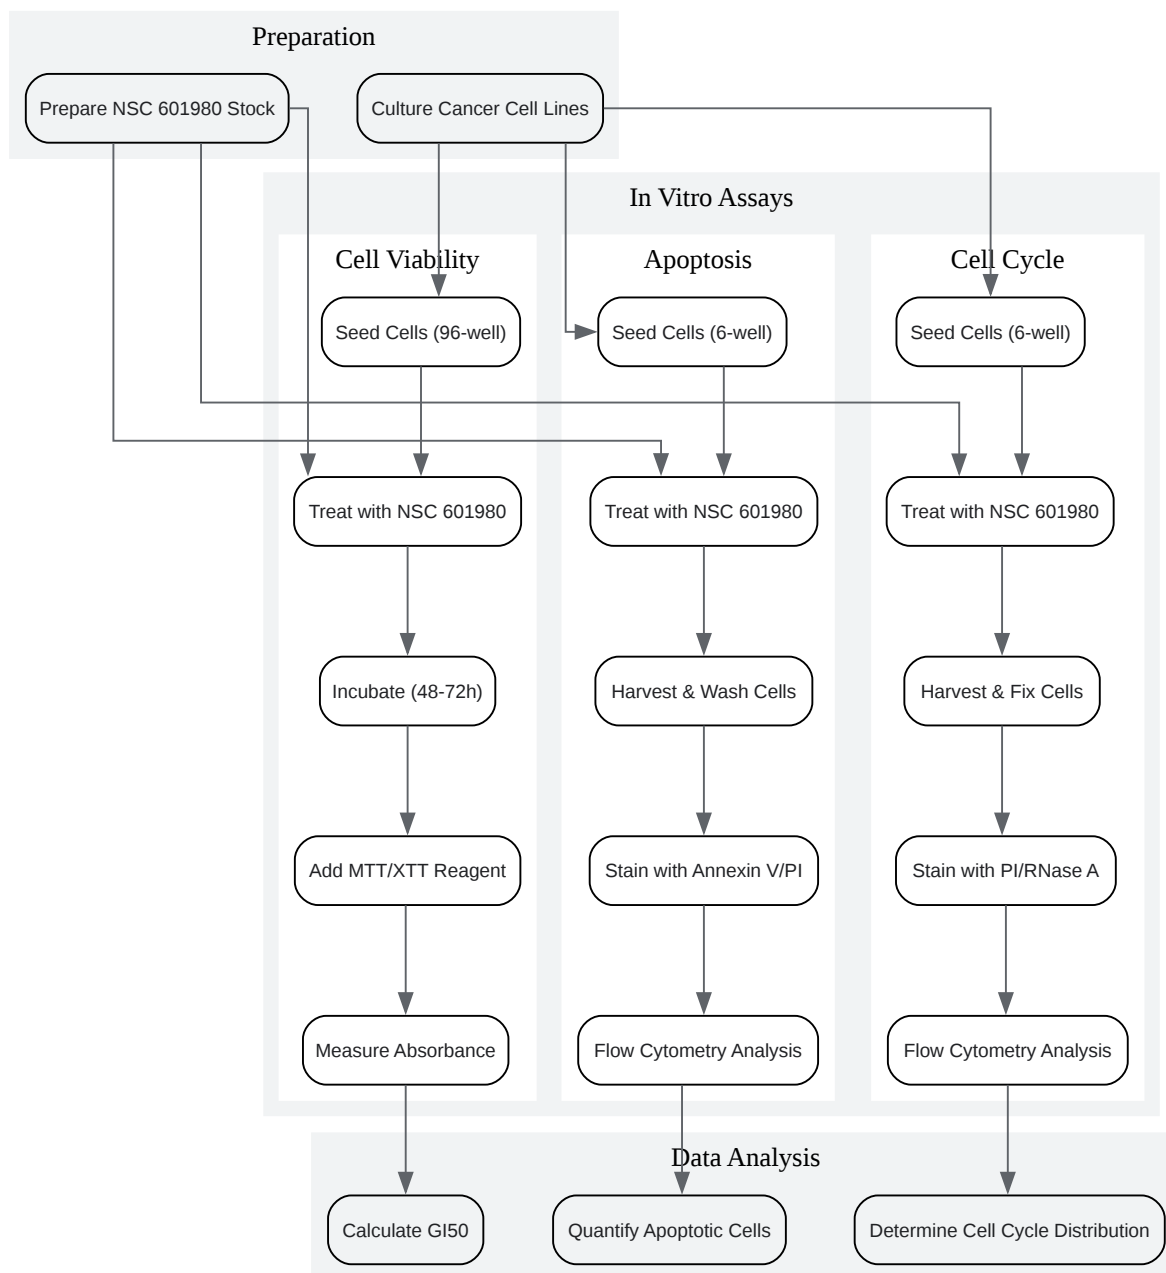 Preparation
Prepare NSC 601980 Stock
Culture Cancer Cell Lines
In Vitro Assays
Cell Viability
Apoptosis
Cell Cycle
Seed Cells (96-well)
Seed Cells (6-well)
Seed Cells (6-well)
Treat with NSC 601980
Treat with NSC 601980
Treat with NSC 601980
Incubate (48-72h)
Harvest & Wash Cells
Harvest & Fix Cells
Add MTT/XTT Reagent
Stain with Annexin V/PI
Stain with PI/RNase A
Measure Absorbance
Flow Cytometry Analysis
Flow Cytometry Analysis
Data Analysis
Calculate GI50
Quantify Apoptotic Cells
Determine Cell Cycle Distribution